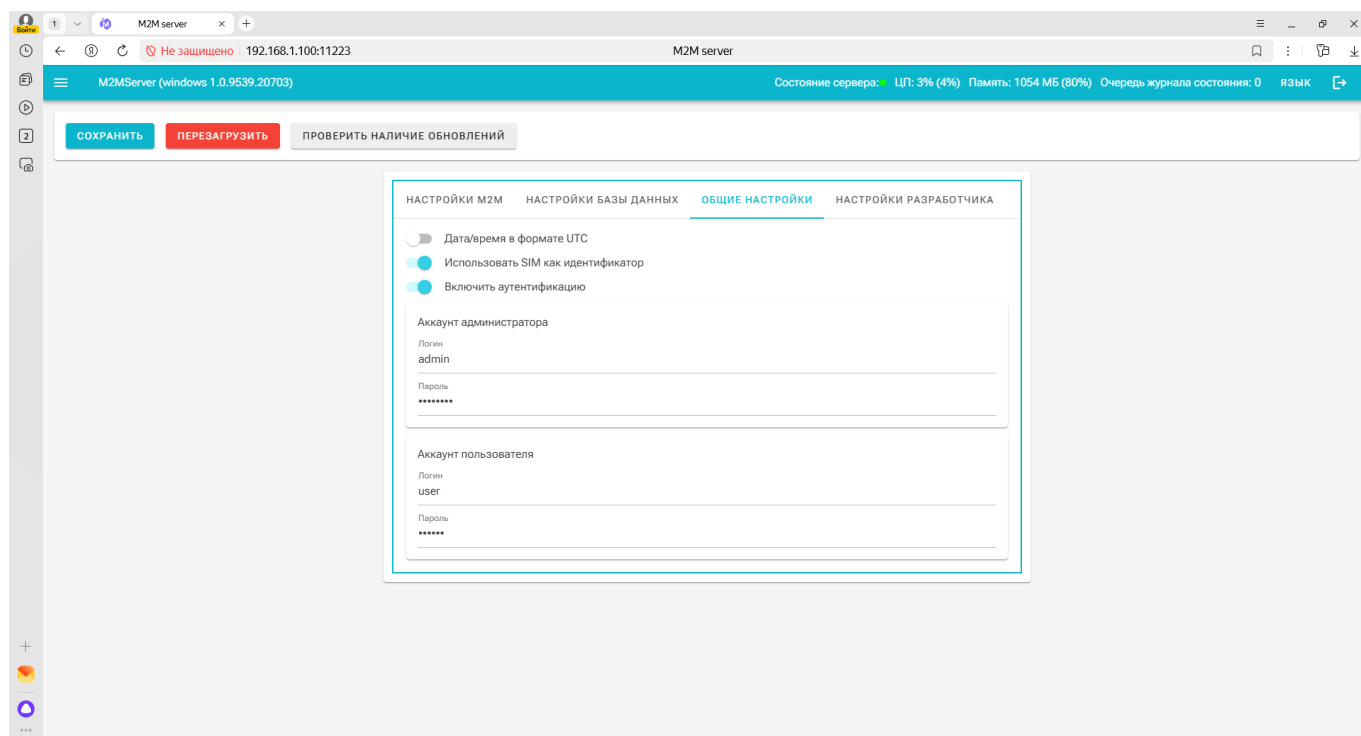 Войти 1 M2M server
Не защищено 192.168.1.100:11223 M2M server
M2MServer (windows 1.0.9539.20703) Состояние сервера: ЦП: 3% (4%) Память: 1054 МБ (80%) Очередь журнала состояния: 0 ЯЗЫК
2
СОХРАНИТЬ ПЕРЕЗАГРУЗИТЬ ПРОВЕРИТЬ НАЛИЧИЕ ОБНОВЛЕНИЙ
НАСТРОЙКИ M2M НАСТРОЙКИ БАЗЫ ДАННЫХ ОБЩИЕ НАСТРОЙКИ НАСТРОЙКИ РАЗРАБОТЧИКА
Дата/время в формате UTC
Использовать SIM как идентификатор
Включить аутентификацию
Аккаунт администратора
Логин
admin
Пароль
••••••••
Аккаунт пользователя
Логин
user
Пароль
••••••